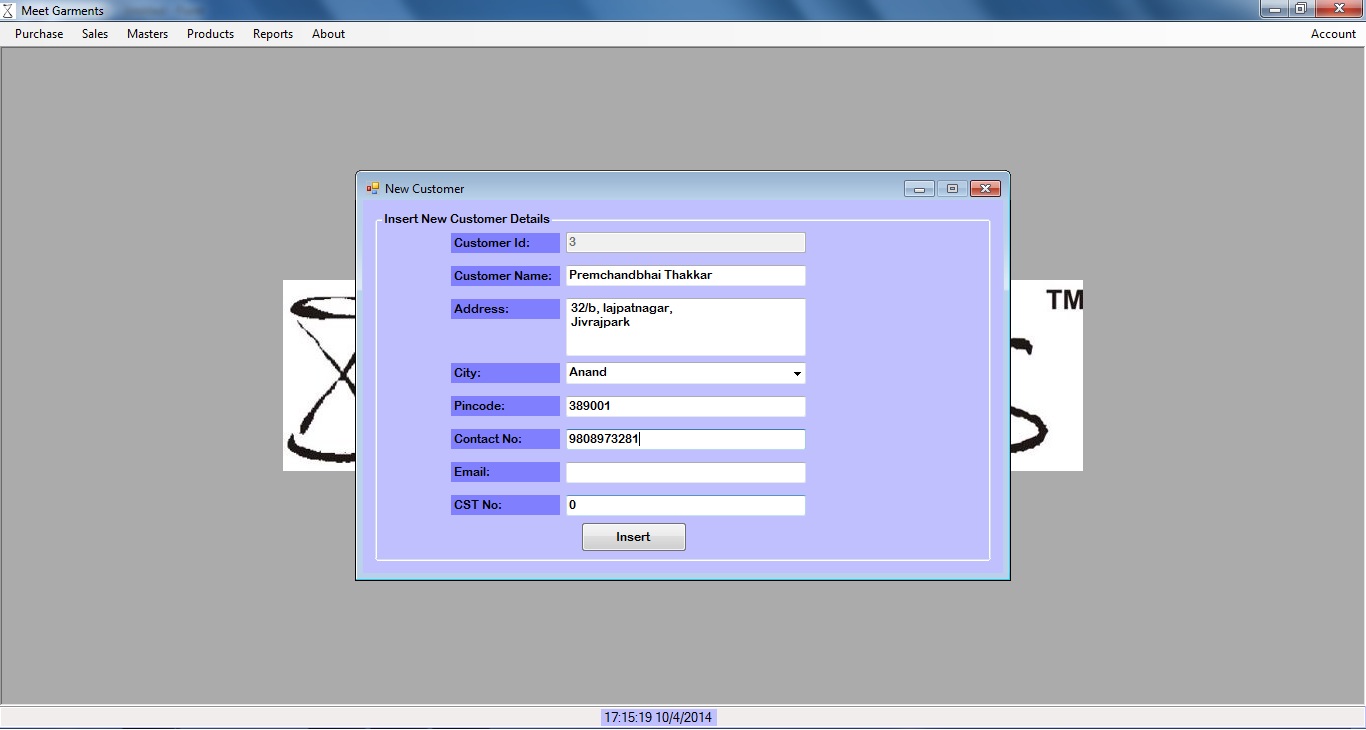 Meet Garments
Purchase Sales Masters Products Reports About Account
New Customer
Insert New Customer Details
Customer Id: 3
Customer Name: Premchandbhai Thakkar
Address: 32/b, lajpatnagar,
Jivrajpark
City: Anand
Pincode: 389001
Contact No: 9808973281
Email:
CST No: 0
Insert
TM
S
17:15:19 10/4/2014